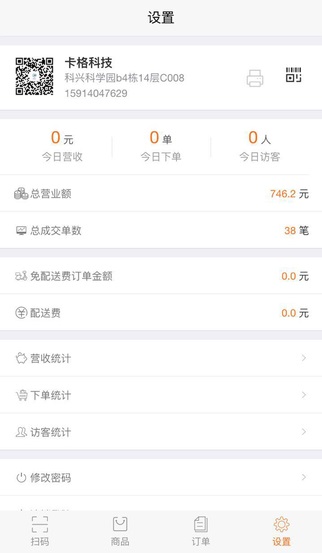 设置
卡格科技
科兴科学园b4栋14层C008
15914047629
0元
0单
0人
今日营收
今日下单
今日访客
总营业额
746.2 元
总成交单数
38 笔
免配送费订单金额
0.0 元
配送费
0.0 元
营收统计
下单统计
访客统计
修改密码
扫码
商品
订单
设置